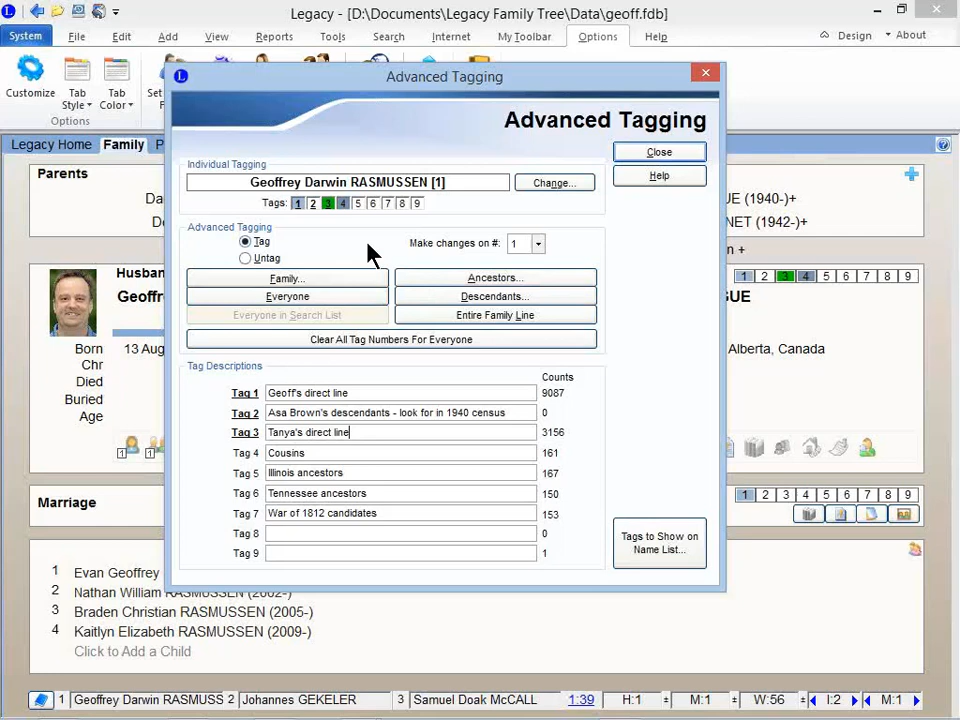 Legacy - [D:\Documents\Legacy Family Tree\Data\geoff.fdb]
System File Edit Add View Reports Tools Search Internet My Toolbar Options Help Design About
Customize Tab Style Tab Color Set
Options
Legacy Home Family P
Advanced Tagging
Advanced Tagging
Close
Help
Individual Tagging
Geoffrey Darwin RASMUSSEN [1]
Change...
Tags: 1 2 3 4 5 6 7 8 9
Advanced Tagging
Tag
Untag
Make changes on #: 1
Family... Ancestors...
Everyone Descendants...
Everyone in Search List Entire Family Line
Clear All Tag Numbers For Everyone
Tag Descriptions
Counts
Tag 1 Geoff's direct line 9087
Tag 2 Asa Brown's descendants - look for in 1940 census 0
Tag 3 Tanya's direct line 3156
Tag 4 Cousins 161
Tag 5 Illinois ancestors 167
Tag 6 Tennessee ancestors 150
Tag 7 War of 1812 candidates 153
Tag 8 0
Tag 9 1
Tags to Show on
Name List...
Parents
UE (1940-)
NET (1942-)
n +
Husban
Geoffr
GUE
1 2 3 4 5 6 7 8 9
Born 13 Aug
Alberta, Canada
Chr
Died
Buried
Age
1 1
Marriage
1 2 3 4 5 6 7 8 9
1 Evan Geoffrey
2 Nathan William RASMUSSEN (2002-)
3 Braden Christian RASMUSSEN (2005-)
4 Kaitlyn Elizabeth RASMUSSEN (2009-)
Click to Add a Child
1 Geoffrey Darwin RASMUSS 2 Johannes GEKELER 3 Samuel Doak McCALL 1:39 H:1 M:1 W:56 I:2 M:1